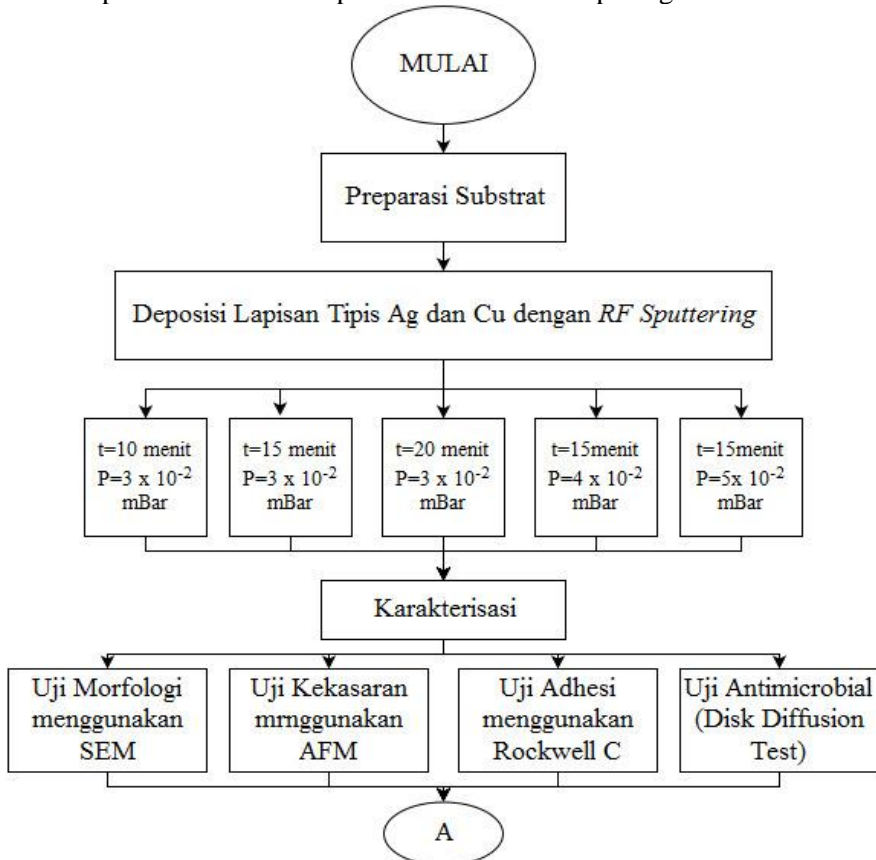 MULAI
Preparasi Substrat
Deposisi Lapisan Tipis Ag dan Cu dengan RF Sputtering
t=10 menit
P=3 x 10-2
mBar
t=15 menit
P=3 x 10-2
mBar
t=20 menit
P=3 x 10-2
mBar
t=15menit
P=4 x 10-2
mBar
t=15menit
P=5x 10-2
mBar
Karakterisasi
Uji Morfologi
menggunakan
SEM
Uji Kekasaran
mrnggunakan
AFM
Uji Adhesi
menggunakan
Rockwell C
Uji Antimicrobial
(Disk Diffusion
Test)
A